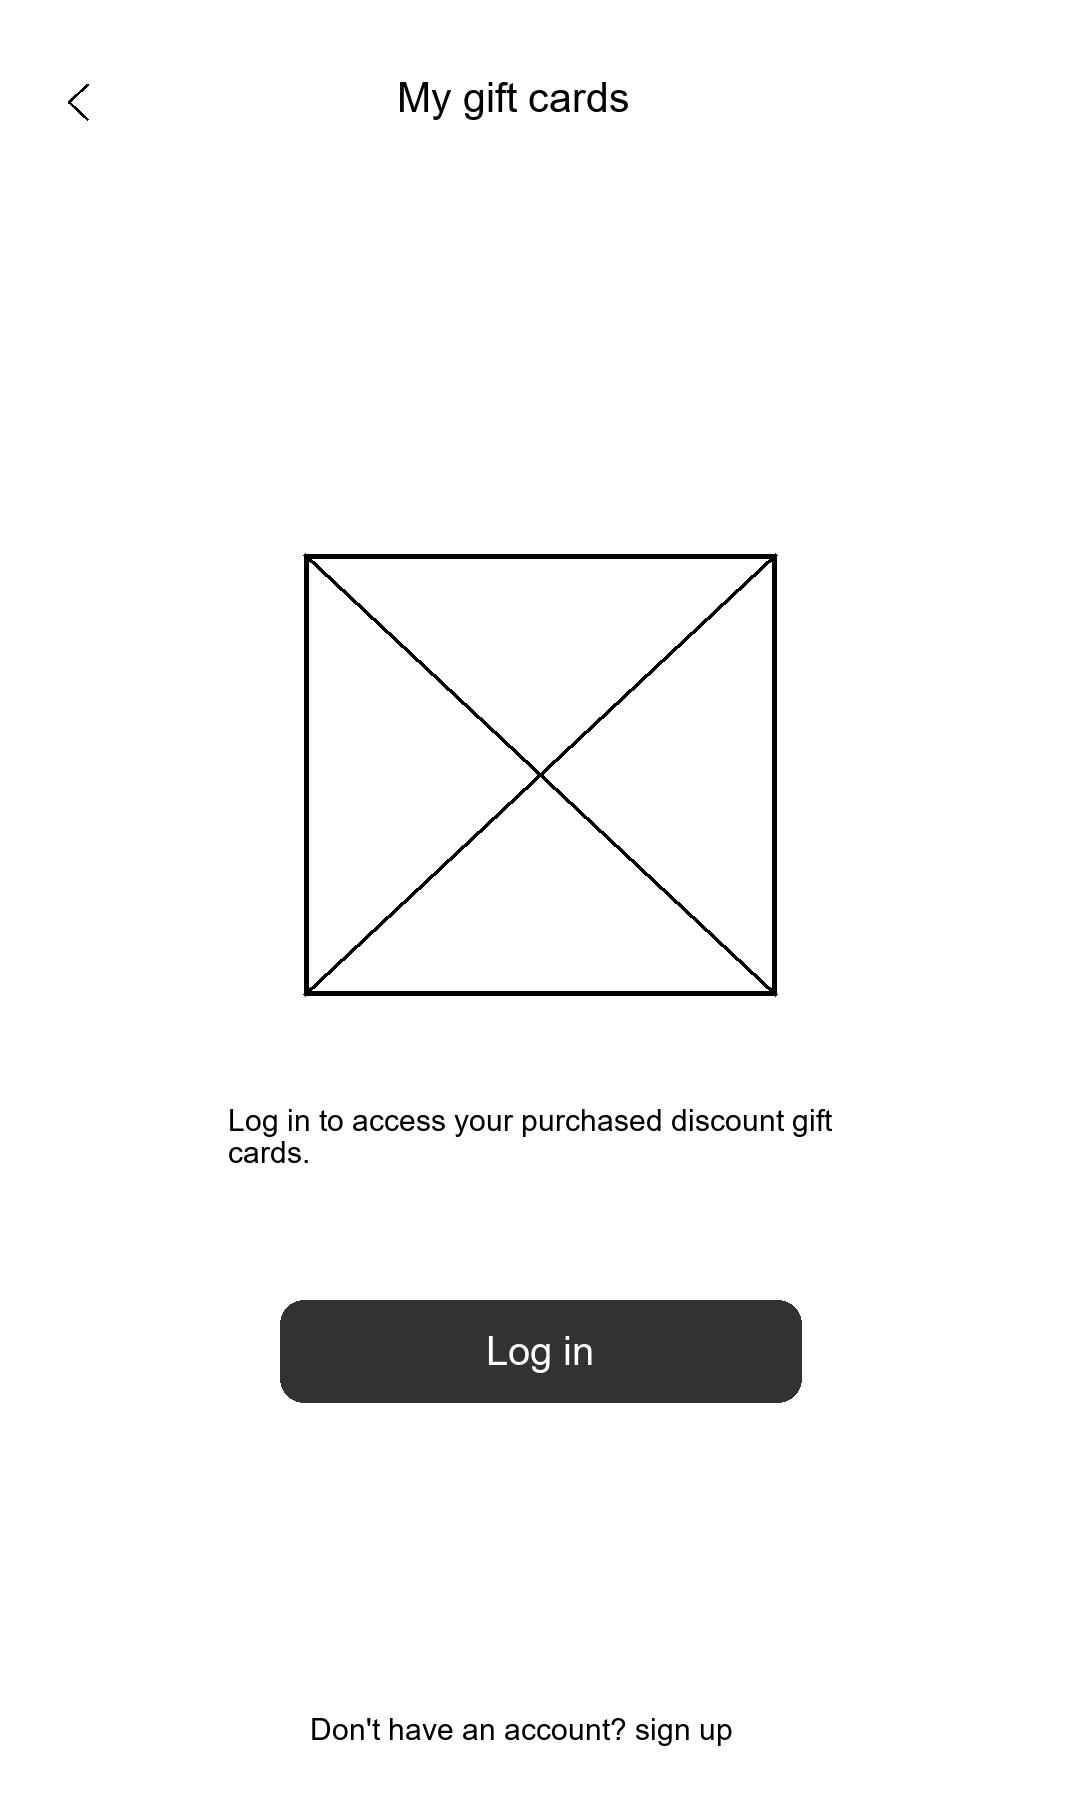 My gift cards
Log in to access your purchased discount gift
cards.
Log in
Don't have an account? sign up